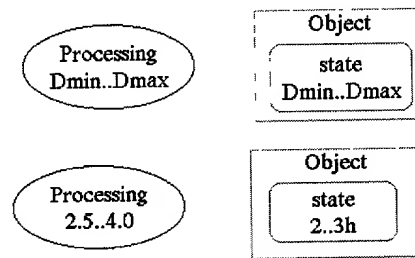 Processing
Dmin..Dmax
Object
state
Dmin..Dmax
Processing
2.5..4.0
Object
state
2..3h